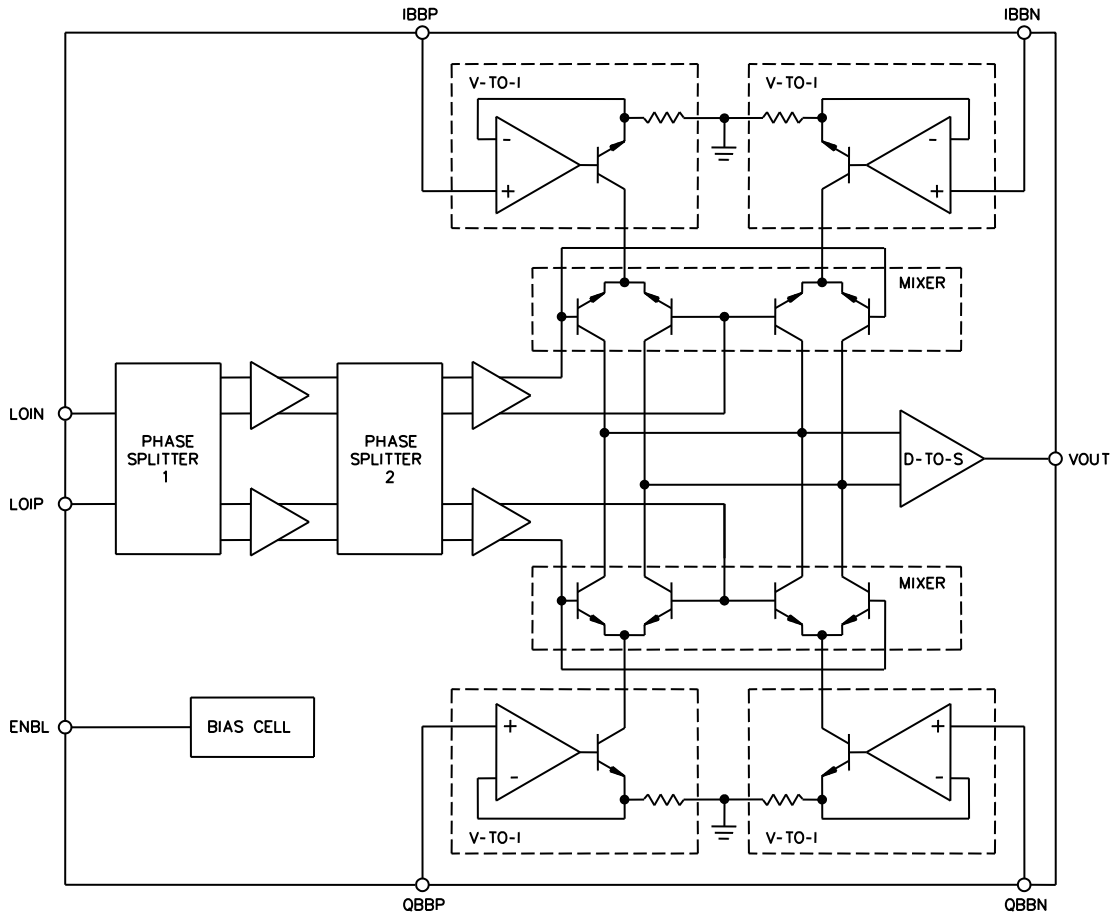 IBBP
IBBN
V-TO-I
V-TO-I
-
-
+
+
MIXER
LOIN
PHASE
SPLITTER
1
PHASE
SPLITTER
2
D-TO-S
VOUT
LOIP
MIXER
ENBL
BIAS CELL
+
+
-
-
V-TO-I
V-TO-I
QBBP
QBBN